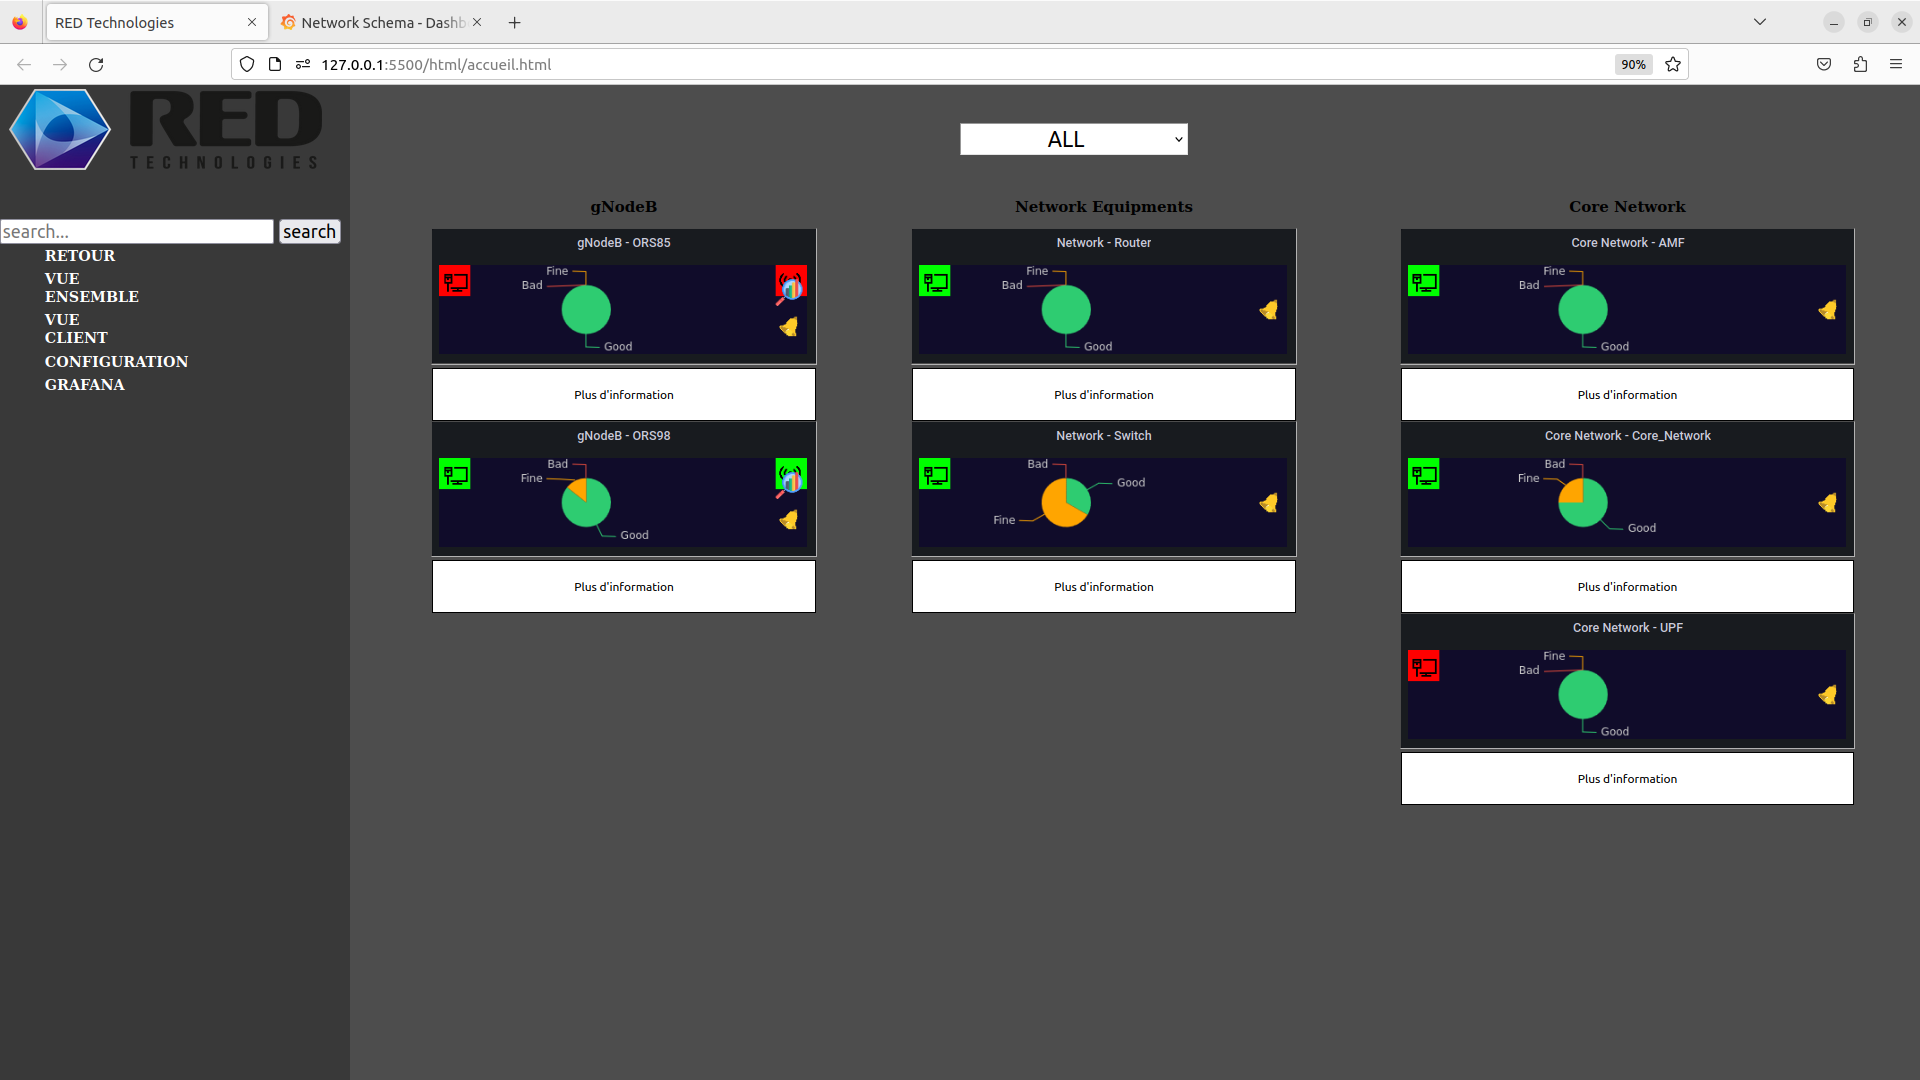 RED Technologies
Network Schema - Dashb
127.0.0.1:5500/html/accueil.html
90%
RED
TECHNOLOGIES
search...
search
RETOUR
VUE
ENSEMBLE
VUE
CLIENT
CONFIGURATION
GRAFANA
ALL
gNodeB
gNodeB - ORS85
Fine
Bad
Good
Plus d'information
gNodeB - ORS98
Bad
Fine
Good
Plus d'information
Network Equipments
Network - Router
Fine
Bad
Good
Plus d'information
Network - Switch
Bad
Good
Fine
Plus d'information
Core Network
Core Network - AMF
Fine
Bad
Good
Plus d'information
Core Network - Core_Network
Bad
Fine
Good
Plus d'information
Core Network - UPF
Fine
Bad
Good
Plus d'information